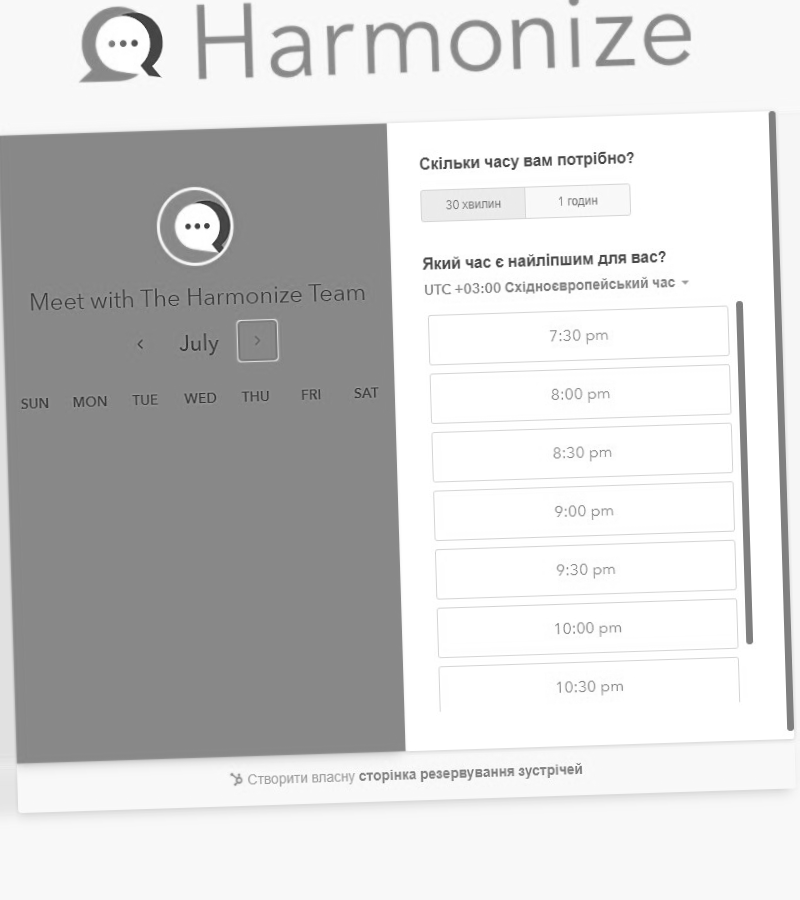 Harmonize
Meet with The Harmonize Team
July
SUN MON TUE WED THU FRI SAT
Скільки часу вам потрібно?
30 хвилин 1 годин
Який час є найліпшим для вас?
UTC +03:00 Східноєвропейський час
7:30 pm
8:00 pm
8:30 pm
9:00 pm
9:30 pm
10:00 pm
10:30 pm
Створити власну сторінка резервування зустрічей